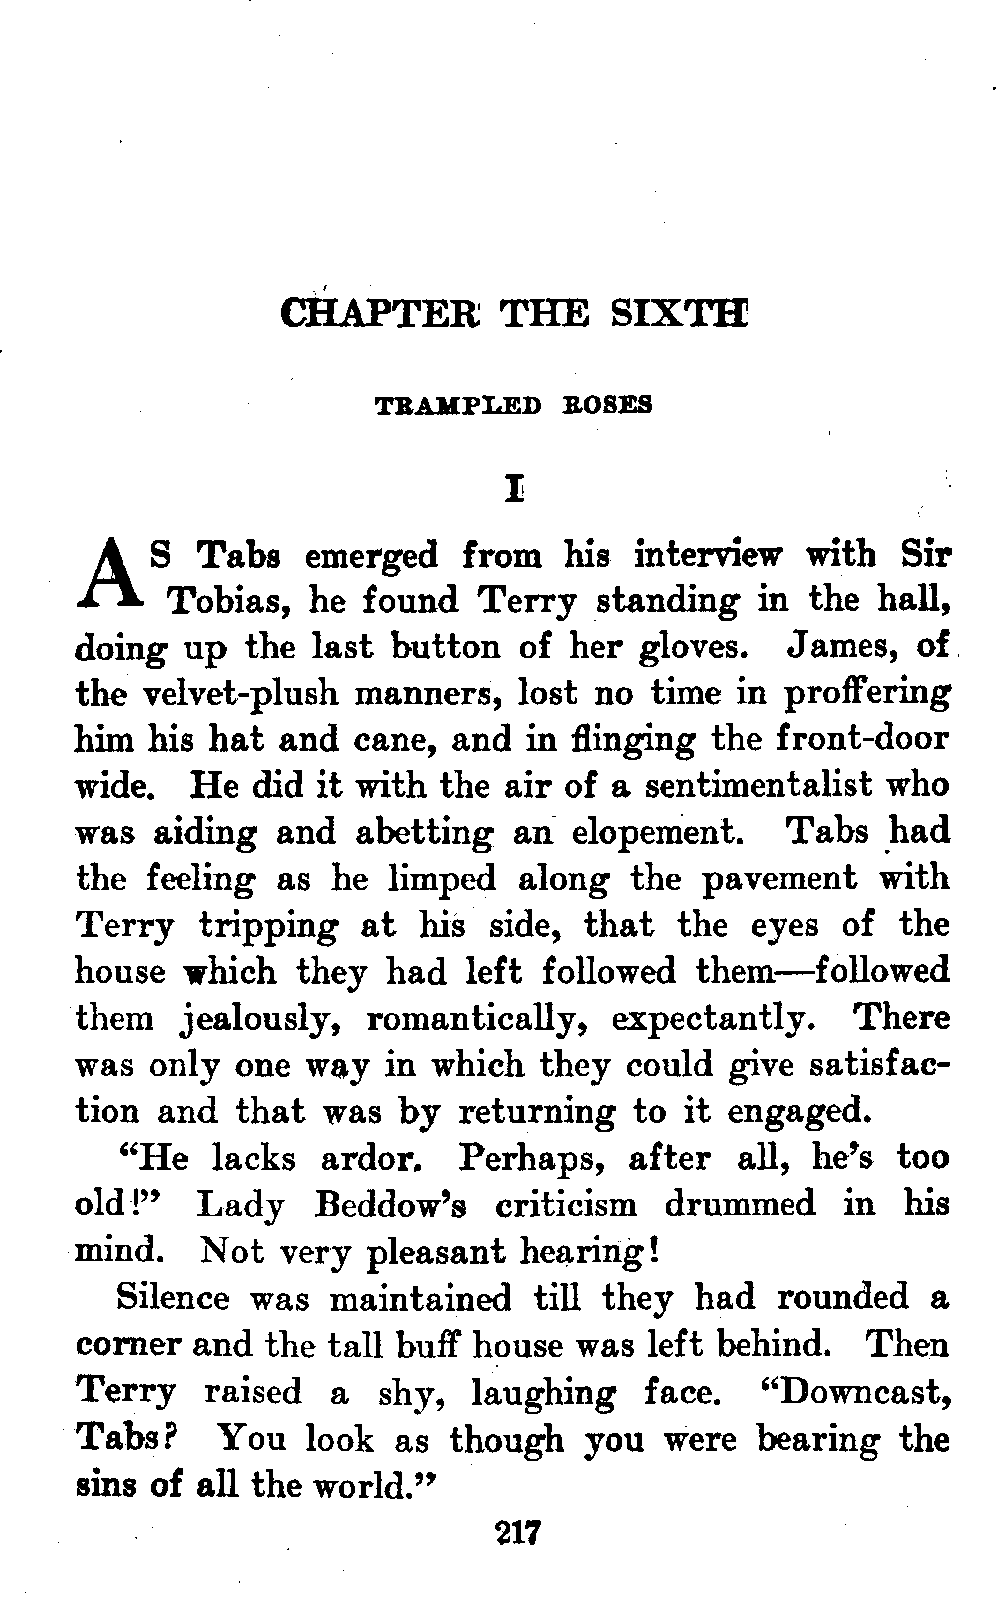 CHAPTER THE SIXTH
TRAMPLED ROSES
I
AS Tabs emerged from his interview with Sir
Tobias, he found Terry standing in the hall,
doing up the last button of her gloves. James, of
the velvet-plush manners, lost no time in proffering
him his hat and cane, and in flinging the front-door
wide. He did it with the air of a sentimentalist who
was aiding and abetting an elopement. Tabs had
the feeling as he limped along the pavement with
Terry tripping at his side, that the eyes of the
house which they had left followed them—followed
them jealously, romantically, expectantly. There
was only one way in which they could give satisfac-
tion and that was by returning to it engaged.
“He lacks ardor. Perhaps, after all, he’s too
old!” Lady Beddow’s criticism drummed in his
mind. Not very pleasant hearing!
Silence was maintained till they had rounded a
corner and the tall buff house was left behind. Then
Terry raised a shy, laughing face. “Downcast,
Tabs? You look as though you were bearing the
sins of all the world.”
217